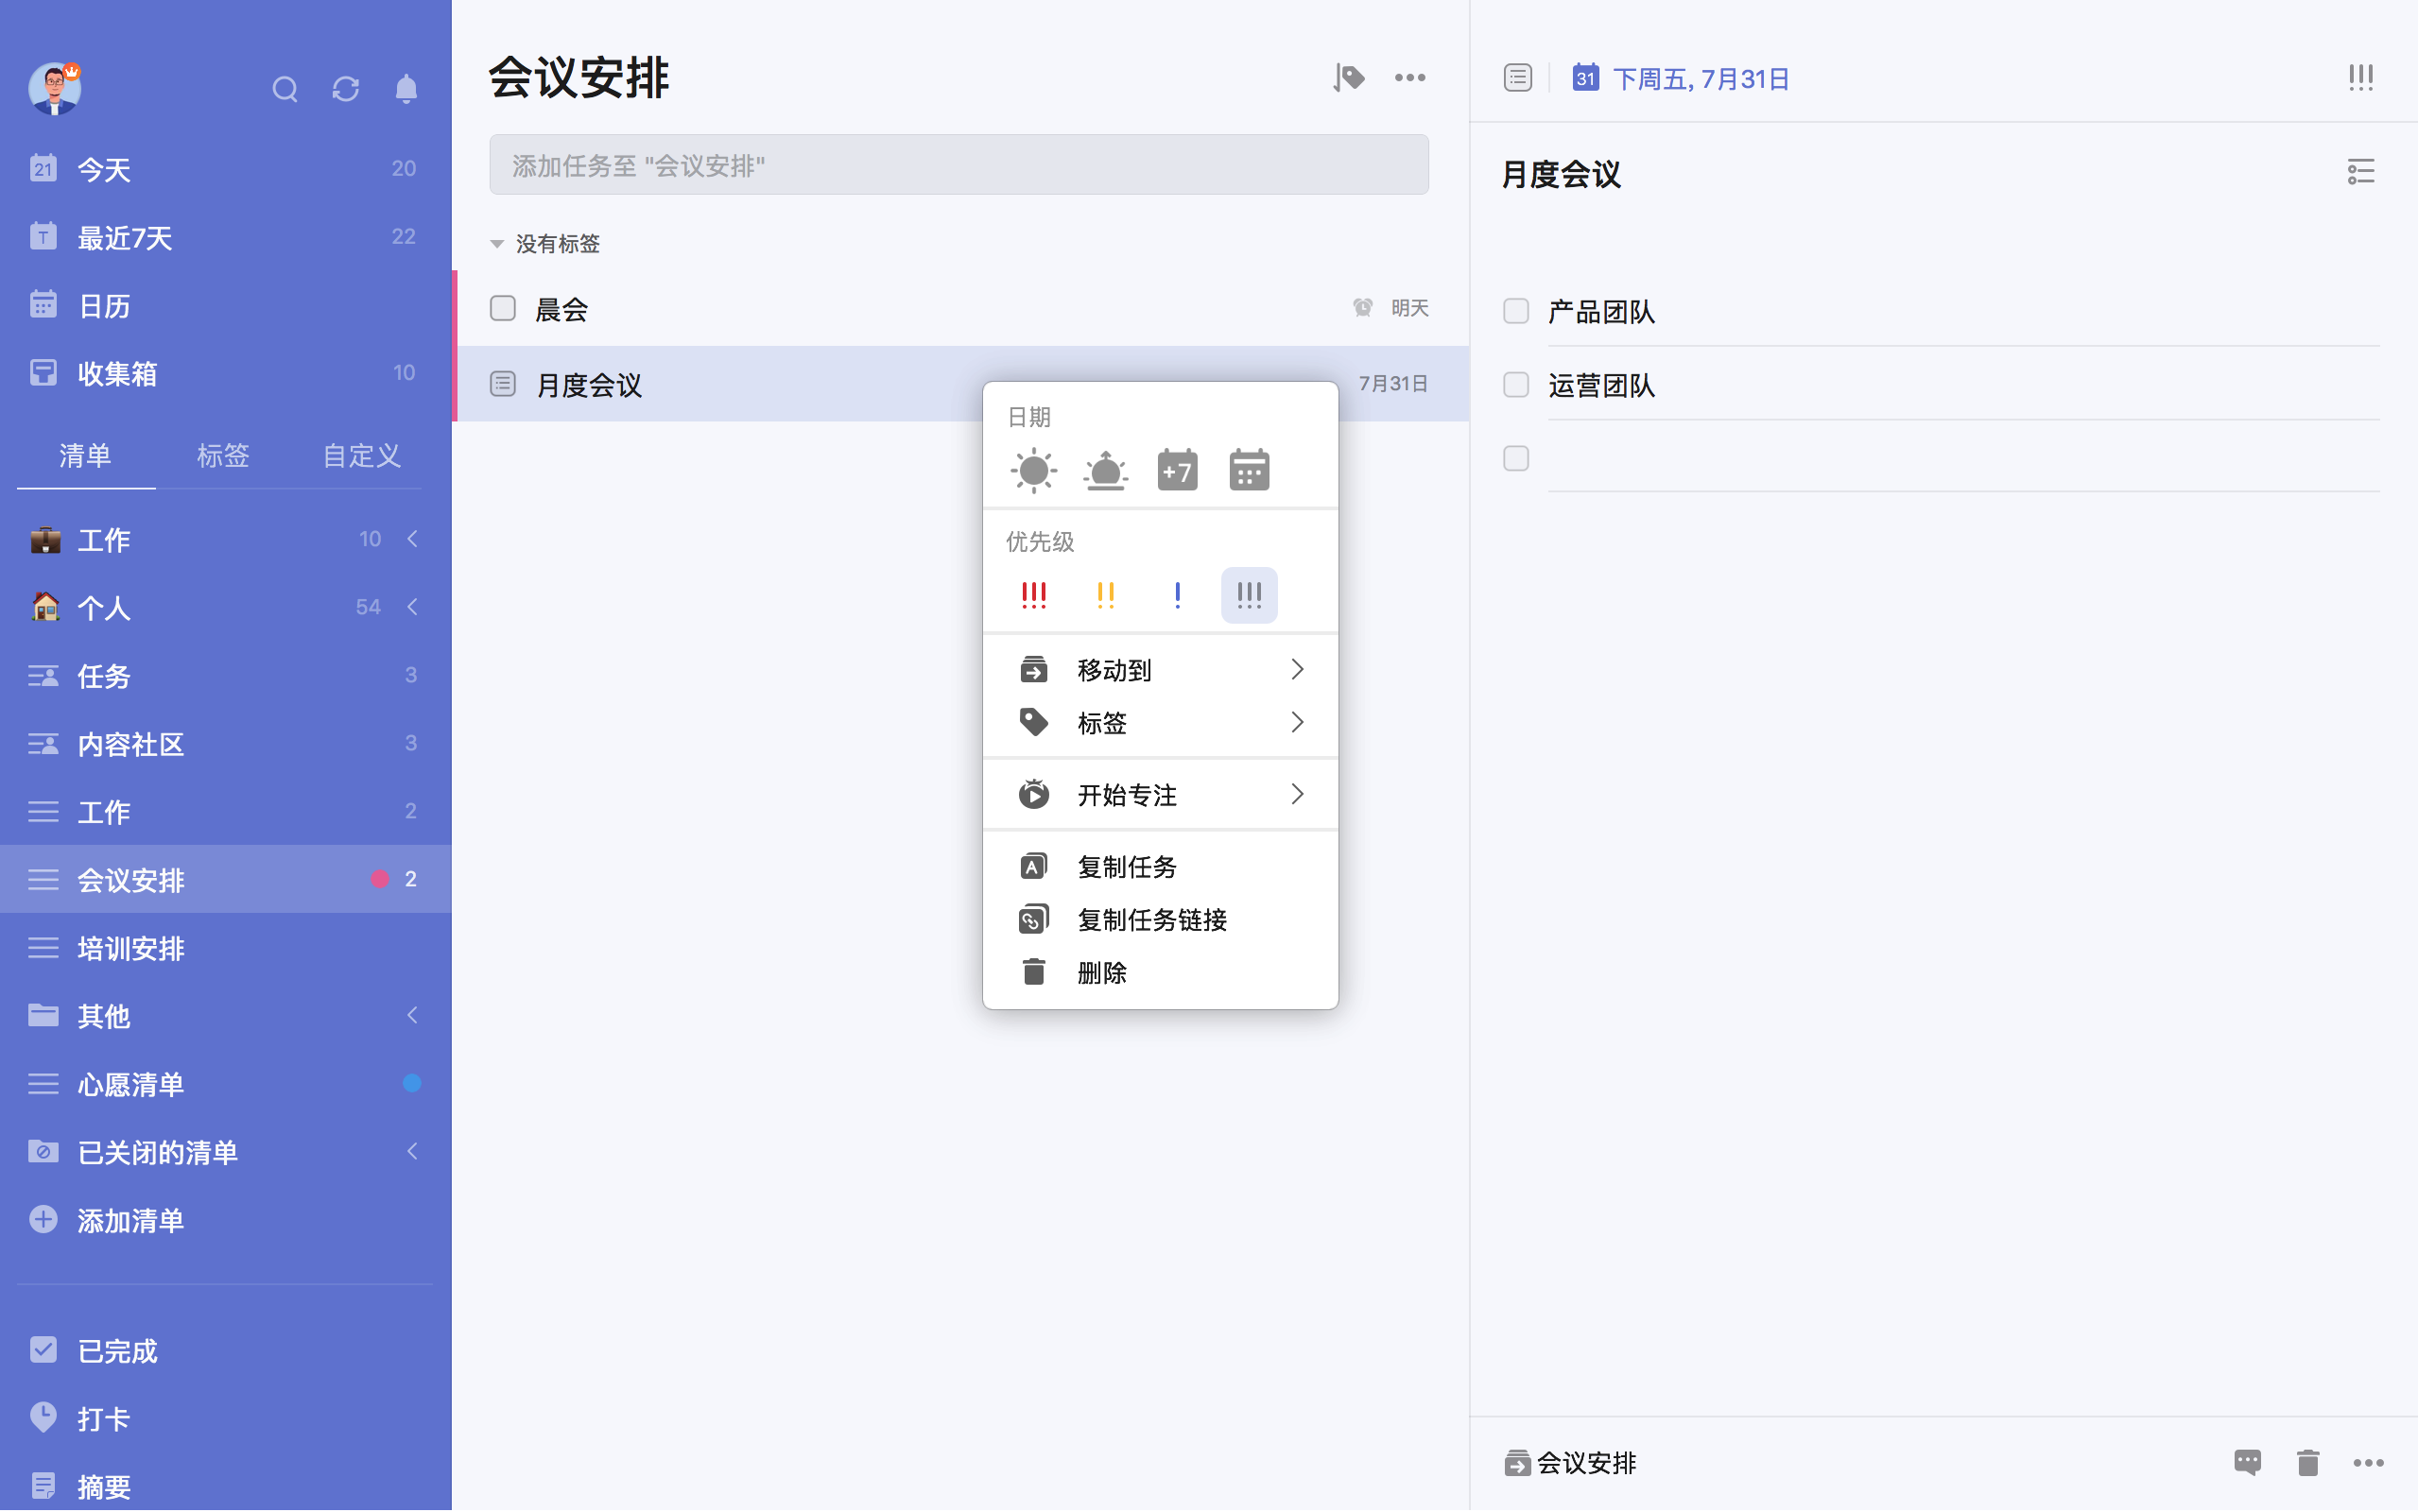 21 今天 20
T 最近7天 22
日历
收集箱 10
清单 标签 自定义
工作 10
个人 54
任务 3
内容社区 3
工作 2
会议安排 2
培训安排
其他
心愿清单
已关闭的清单
添加清单
已完成
打卡
摘要
会议安排
添加任务至 "会议安排"
没有标签
晨会 明天
月度会议 7月31日
日期
+7
优先级
移动到
标签
开始专注
A 复制任务
复制任务链接
删除
31 下周五, 7月31日
月度会议
产品团队
运营团队
会议安排